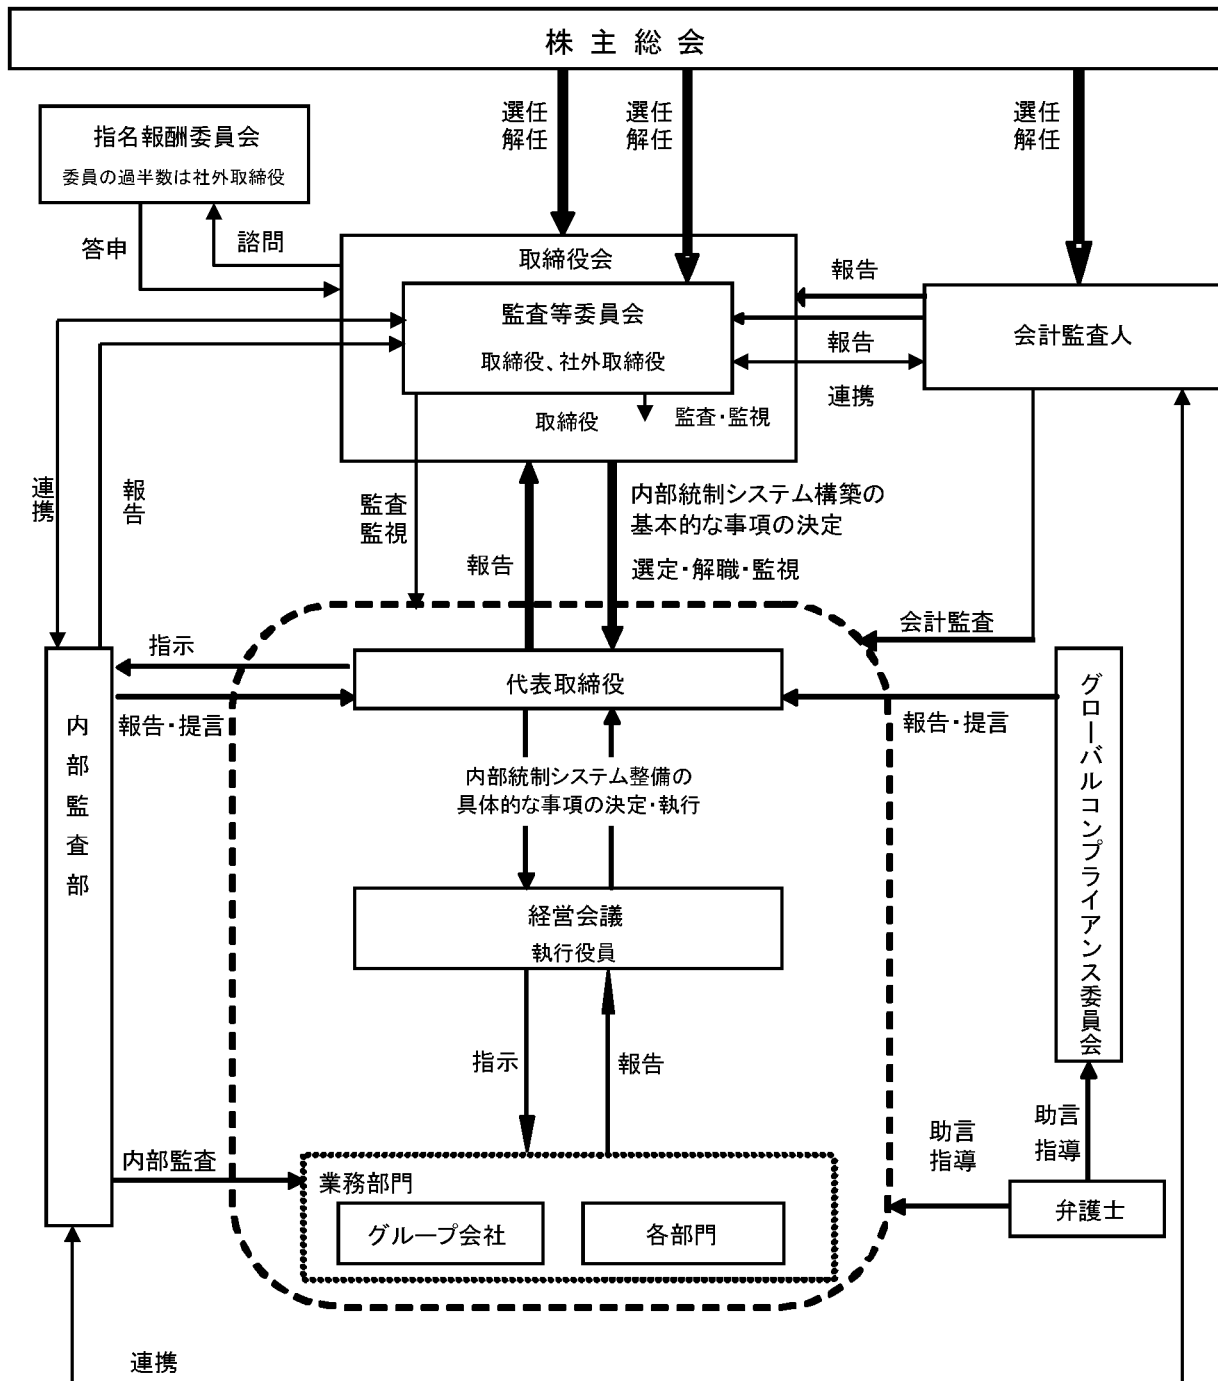 株主総会
選任
解任
選任
解任
選任
解任
指名報酬委員会
委員の過半数は社外取締役
答申
諮問
取締役会
監査等委員会
取締役、社外取締役
取締役
監査・監視
報告
報告
連携
会計監査人
連携
報告
監査
監視
報告
内部統制システム構築の
基本的な事項の決定
選定・解職・監視
会計監査
指示
報告・提言
代表取締役
報告・提言
内部監査部
グローバルコンプライアンス委員会
内部統制システム整備の
具体的な事項の決定・執行
経営会議
執行役員
指示
報告
助言
指導
助言
指導
内部監査
業務部門
グループ会社
各部門
弁護士
連携